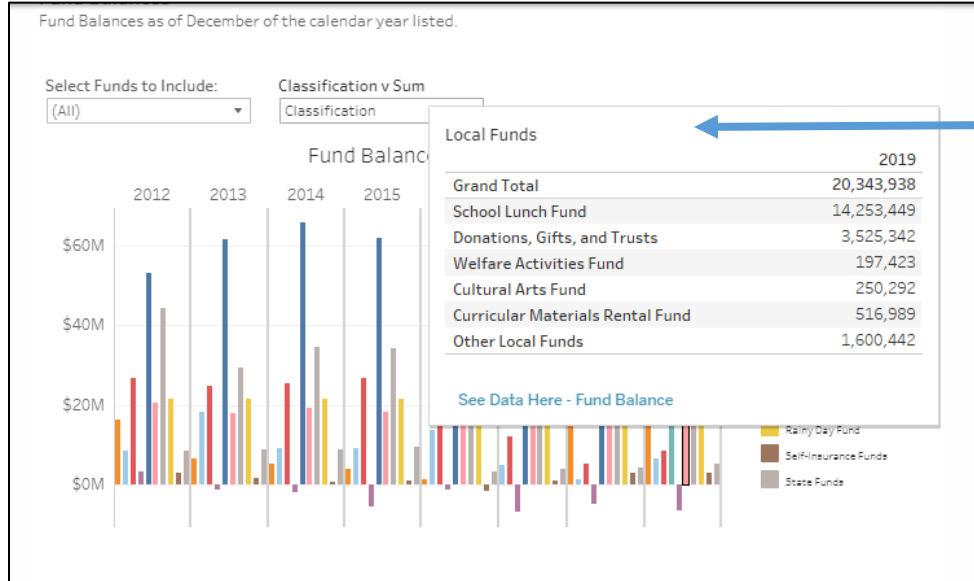 Fund Balances as of December of the calendar year listed.
Select Funds to Include:
Classification v Sum
(All)
Classification
Fund Balanc
2012 2013 2014 2015
$60M
$40M
$20M
$0M
Local Funds
2019
Grand Total 20,343,938
School Lunch Fund 14,253,449
Donations, Gifts, and Trusts 3,525,342
Welfare Activities Fund 197,423
Cultural Arts Fund 250,292
Curricular Materials Rental Fund 516,989
Other Local Funds 1,600,442
See Data Here - Fund Balance
Rainy Day Fund
Self-Insurance Funds
State Funds